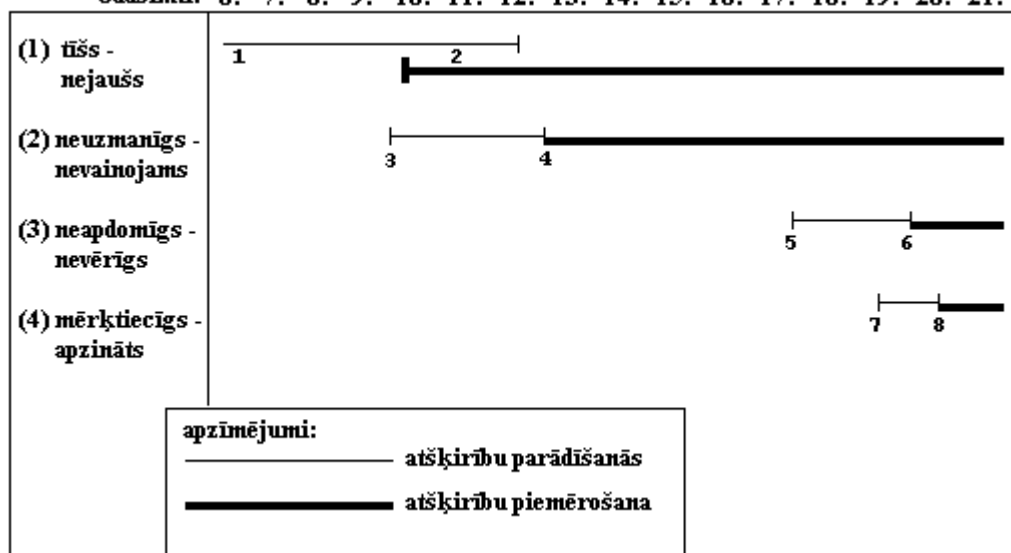 Gadsimti: 6. 7. 8. 9. 10. 11. 12. 13. 14. 15. 16. 17. 18. 19. 20. 21.
(1) tīšs -
nejaušs
1 2
(2) neuzmanīgs -
nevainojams
3 4
(3) neapdomīgs -
nevērīgs
5 6
(4) mērķtiecīgs -
apzināts
7 8
apzīmējumi:
atšķirību parādīšanās
atšķirību piemērošana